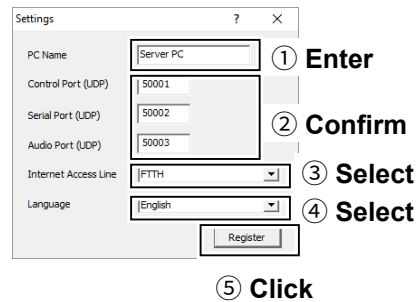 Settings ? ×
PC Name Server PC ① Enter
Control Port (UDP) 50001
Serial Port (UDP) 50002 ② Confirm
Audio Port (UDP) 50003
Internet Access Line FTTH ③ Select
Language English ④ Select
Register
⑤ Click